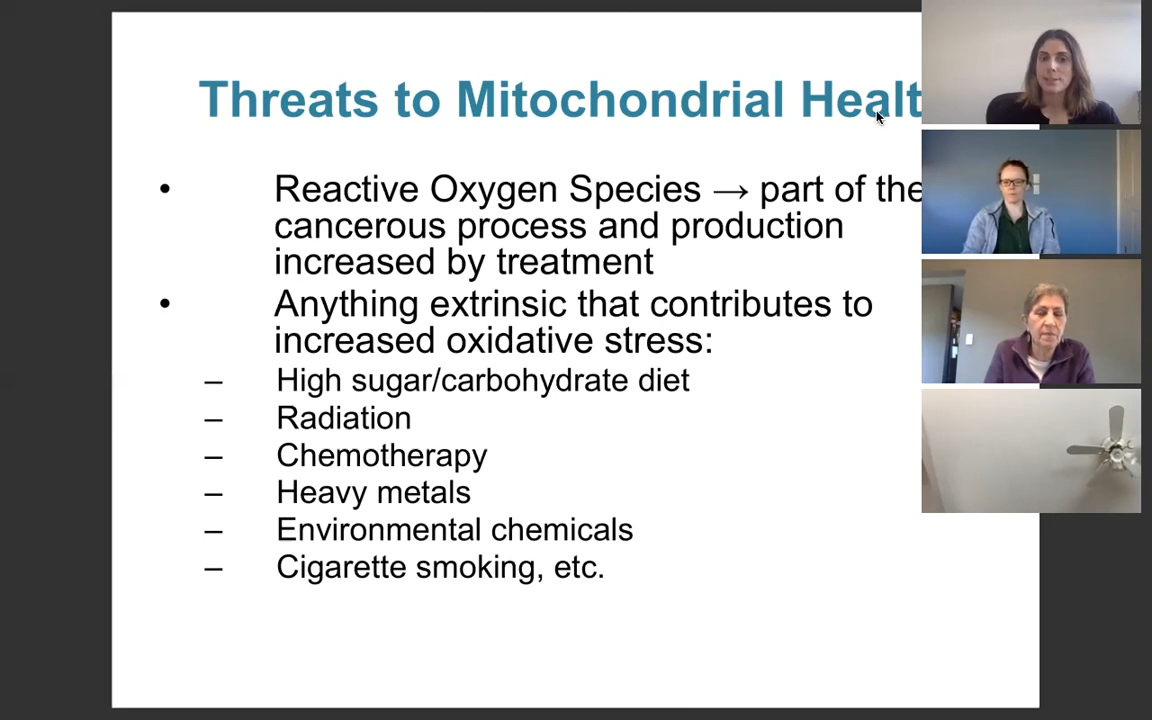 Threats to Mitochondrial Healt
• Reactive Oxygen Species → part of the
cancerous process and production
increased by treatment
• Anything extrinsic that contributes to
increased oxidative stress:
– High sugar/carbohydrate diet
– Radiation
– Chemotherapy
– Heavy metals
– Environmental chemicals
– Cigarette smoking, etc.